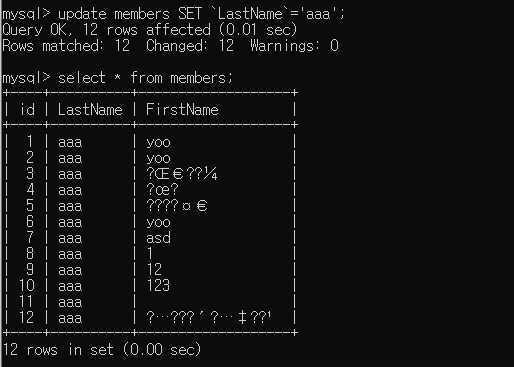 mysql> update members SET `LastName`='aaa';
Query OK, 12 rows affected (0.01 sec)
Rows matched: 12  Changed: 12  Warnings: 0
mysql> select * from members;
+----+----------+-------------------+
| id | LastName | FirstName         |
+----+----------+-------------------+
|  1 | aaa      | yoo               |
|  2 | aaa      | yoo               |
|  3 | aaa      | ?Œ€??¼            |
|  4 | aaa      | ?œ?               |
|  5 | aaa      | ????¤€            |
|  6 | aaa      | yoo               |
|  7 | aaa      | asd               |
|  8 | aaa      | 1                 |
|  9 | aaa      | 12                |
| 10 | aaa      | 123               |
| 11 | aaa      |                   |
| 12 | aaa      | ?…???´?…‡??¹      |
+----+----------+-------------------+
12 rows in set (0.00 sec)